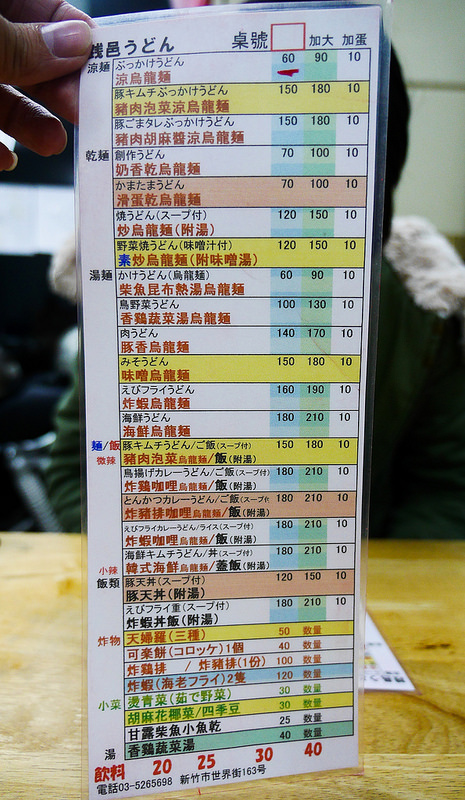 桟邑うどん 桌號 加大 加蛋
涼麺 ぶっかけうどん 60 90 10
涼烏龍麵
豚キムチぶっかけうどん 150 180 10
豬肉泡菜涼烏龍麵
豚ごまタレぶっかけうどん 150 180 10
豬肉胡麻醬涼烏龍麵
乾麵 創作うどん 70 100 10
奶香乾烏龍麵
かまたまうどん 70 100 10
滑蛋乾烏龍麵
焼うどん(スープ付) 120 150 10
炒烏龍麵(附湯)
野菜焼うどん(味噌汁付) 120 150 10
素炒烏龍麵(附味噌湯)
湯麵 かけうどん(烏龍麵) 60 90 10
柴魚昆布熱湯烏龍麵
鳥野菜うどん 100 130 10
香鷄蔬菜湯烏龍麵
肉うどん 140 170 10
豚香烏龍麵
みそうどん 150 180 10
味噌烏龍麵
えびフライうどん 160 190 10
炸蝦烏龍麵
海鮮うどん 180 210 10
海鮮烏龍麵
麵/飯 豚キムチうどん/ご飯(スープ付) 150 180 10
微辣 豬肉泡菜烏龍麵/飯(附湯)
鳥揚げカレーうどん/ご飯(スープ付) 180 210 10
炸鷄咖哩烏龍麵/飯(附湯)
とんかつカレーうどん/ご飯(スープ付 180 210 10
炸豬排咖哩烏龍麵/飯(附湯)
えびフライカレーうどん/ライス(スープ付) 180 210 10
炸蝦咖哩烏龍麵/飯(附湯)
海鮮キムチうどん/丼(スープ付) 180 210 10
小辣 韓式海鮮烏龍麵/蓋飯(附湯)
飯類 豚天丼(スープ付) 120 150 10
豚天丼(附湯)
えびフライ重(スープ付) 180 210 10
炸蝦丼飯(附湯)
炸物 天婦羅(三種) 50 数量
可楽餅(コロッケ)1個 40 数量
炸鷄排 / 炸豬排(1份) 100 数量
炸蝦(海老フライ)2隻 120 数量
小菜 燙青菜(茹で野菜) 30 数量
胡麻花椰菜/四季豆 30 数量
甘露柴魚小魚乾 25 数量
湯 香鷄蔬菜湯 40 数量
飲料 20 25 30 40
電話03-5265698 新竹市世界街163号